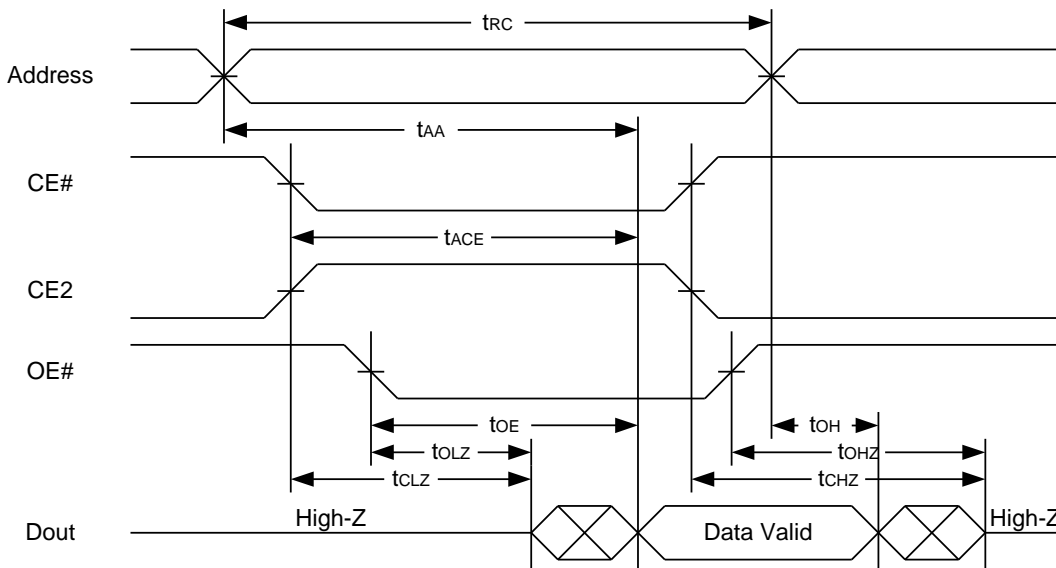 tRC
Address
tAA
CE#
tACE
CE2
OE#
tOE
tOH
tOLZ
tOHZ
tCLZ
tCHZ
High-Z
High-Z
Dout
Data Valid